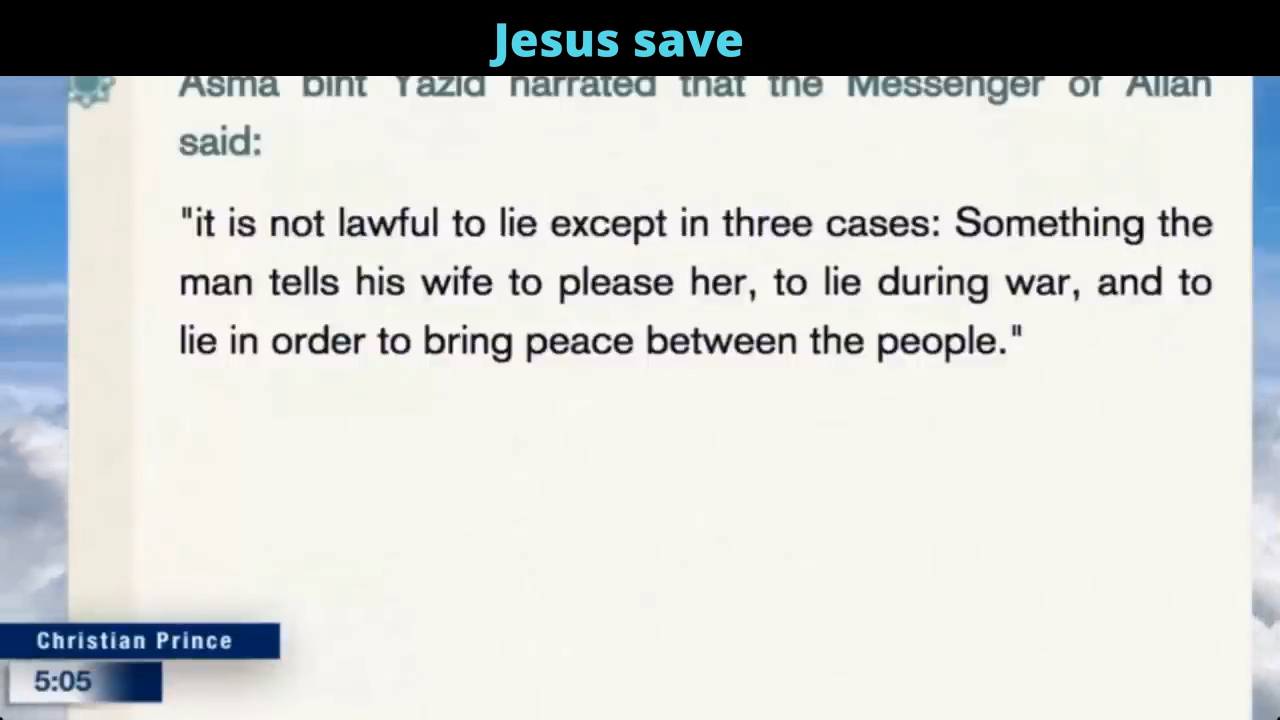 Jesus save
Asma bint Yazid narrated that the Messenger of Allah
said:
"it is not lawful to lie except in three cases: Something the
man tells his wife to please her, to lie during war, and to
lie in order to bring peace between the people."
Christian Prince
5:05